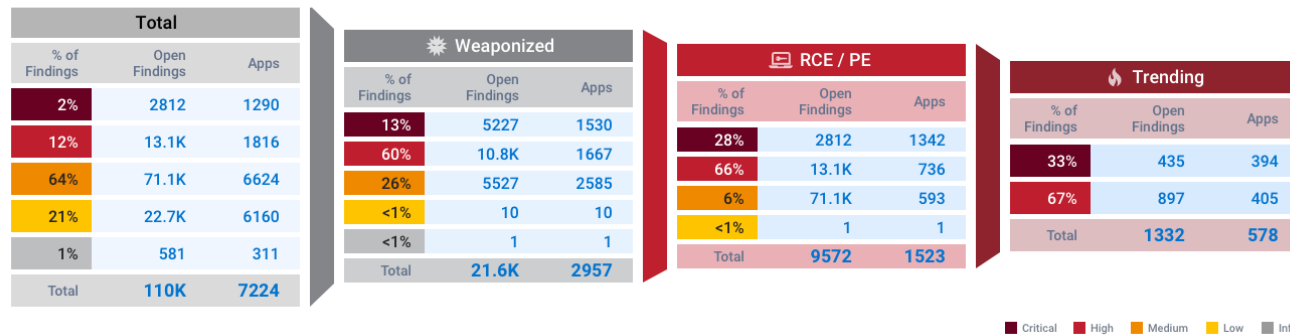 Total
% of Findings Open Findings Apps
2% 2812 1290
12% 13.1K 1816
64% 71.1K 6624
21% 22.7K 6160
1% 581 311
Total 110K 7224
Weaponized
% of Findings Open Findings Apps
13% 5227 1530
60% 10.8K 1667
26% 5527 2585
<1% 10 10
<1% 1 1
Total 21.6K 2957
RCE / PE
% of Findings Open Findings Apps
28% 2812 1342
66% 13.1K 736
6% 71.1K 593
<1% 1 1
Total 9572 1523
Trending
% of Findings Open Findings Apps
33% 435 394
67% 897 405
Total 1332 578
Critical High Medium Low